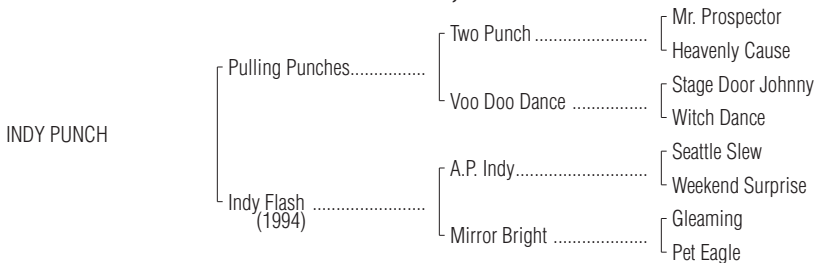 Mr. Prospector
Two Punch ......................
Heavenly Cause
Pulling Punches................
Stage Door Johnny
Voo Doo Dance ...............
Witch Dance
INDY PUNCH
Seattle Slew
A.P. Indy..........................
Weekend Surprise
Indy Flash ........................
(1994)
Gleaming
Mirror Bright ...................
Pet Eagle